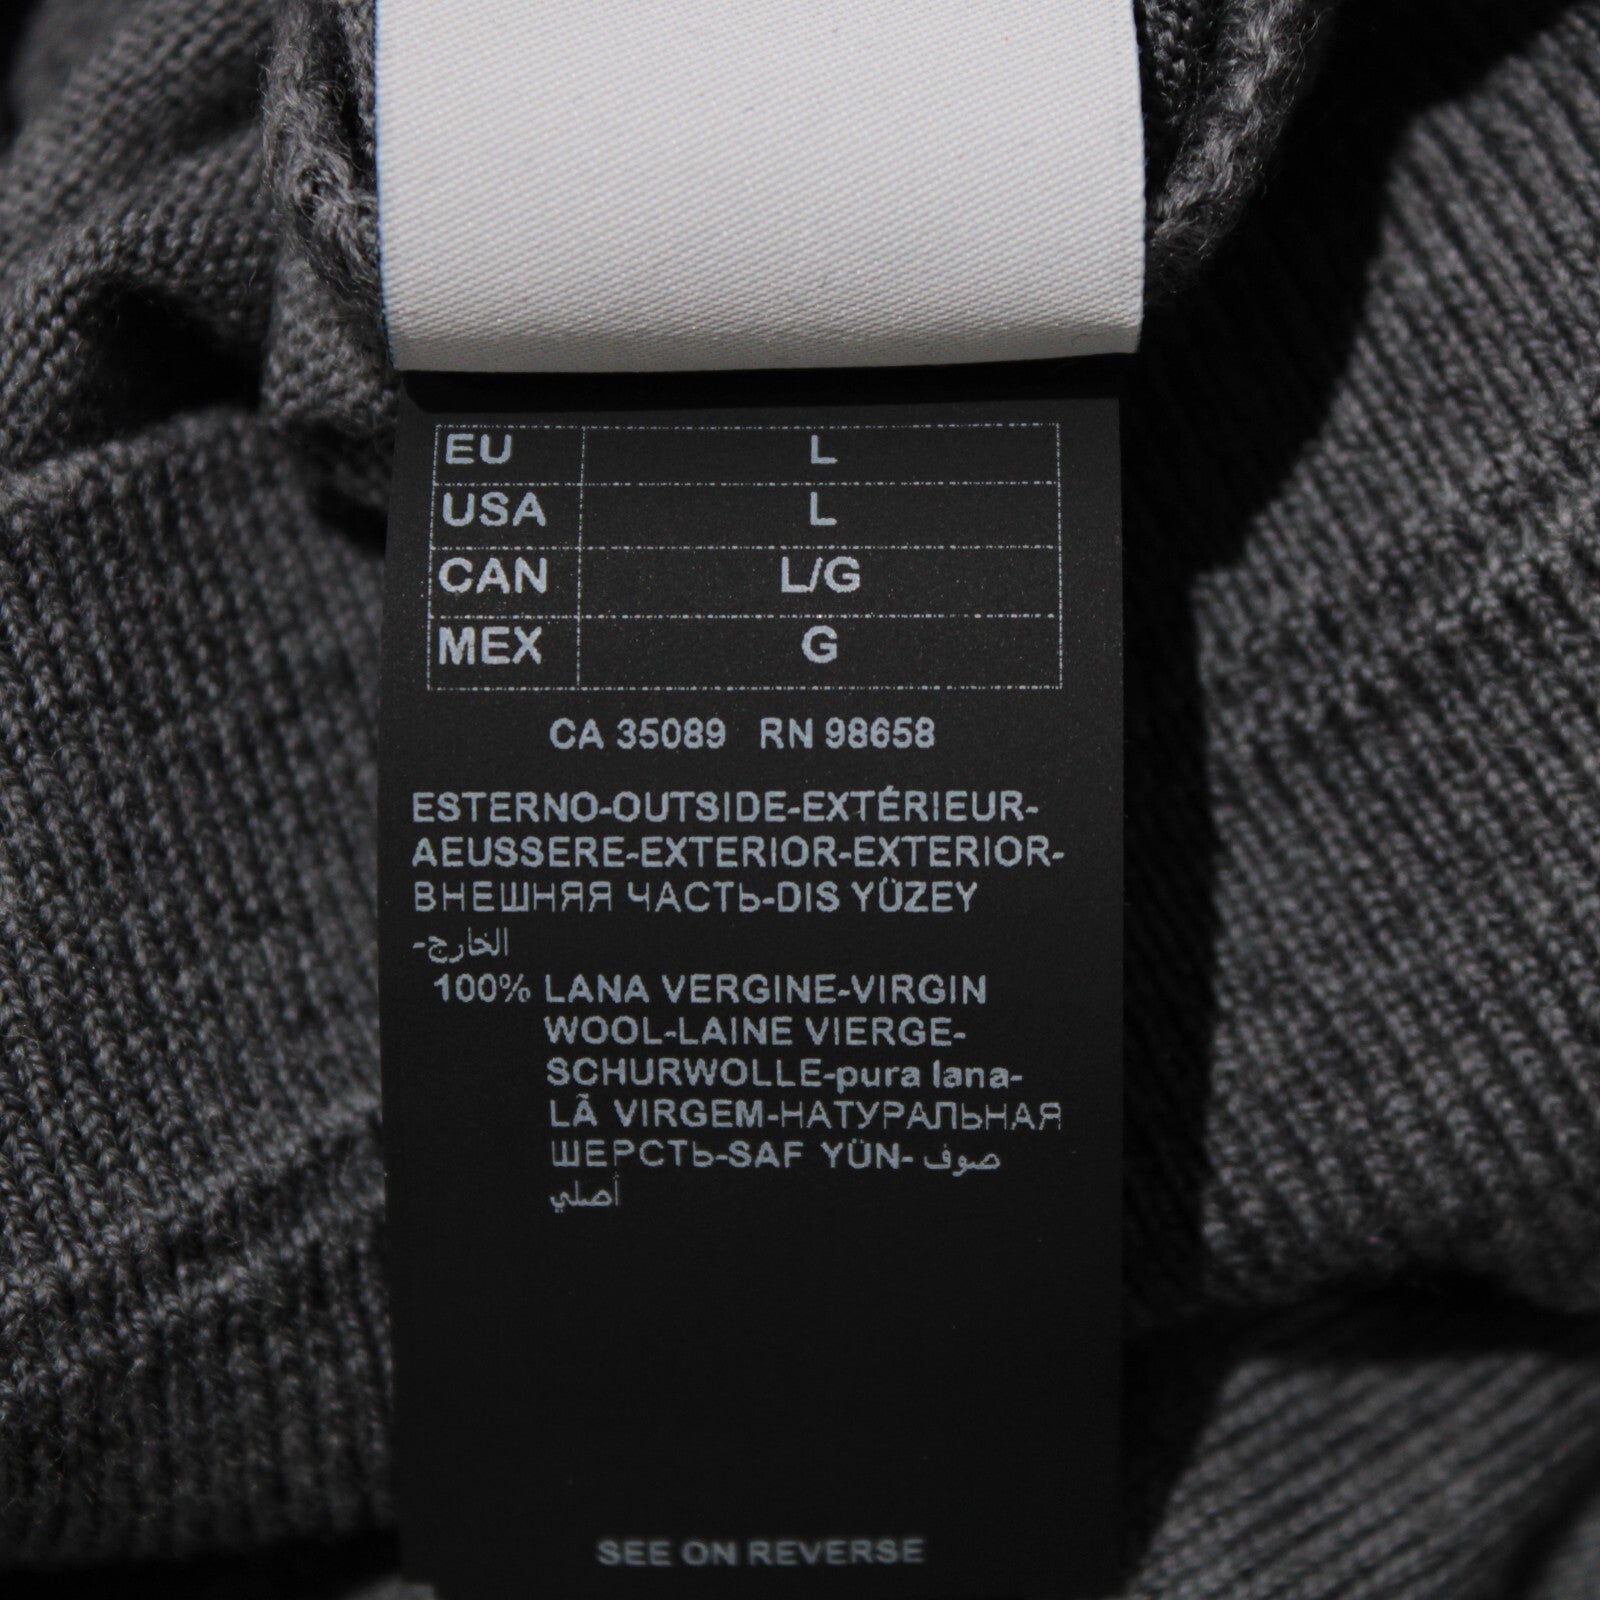 EU L
USA L
CAN L/G
MEX G
CA 35089 RN 98658
ESTERNO-OUTSIDE-EXTÉRIEUR-
AEUSSERE-EXTERIOR-EXTERIOR-
ВНЕШНЯЯ ЧАСТЬ-DIS YÜZEY
الخارج-
100% LANA VERGINE-VIRGIN
WOOL-LAINE VIERGE-
SCHURWOLLE-pura lana-
LÃ VIRGEM-НАТУРАЛЬНАЯ
ШЕРСТЬ-SAF YÜN- صوف
أصلي
SEE ON REVERSE